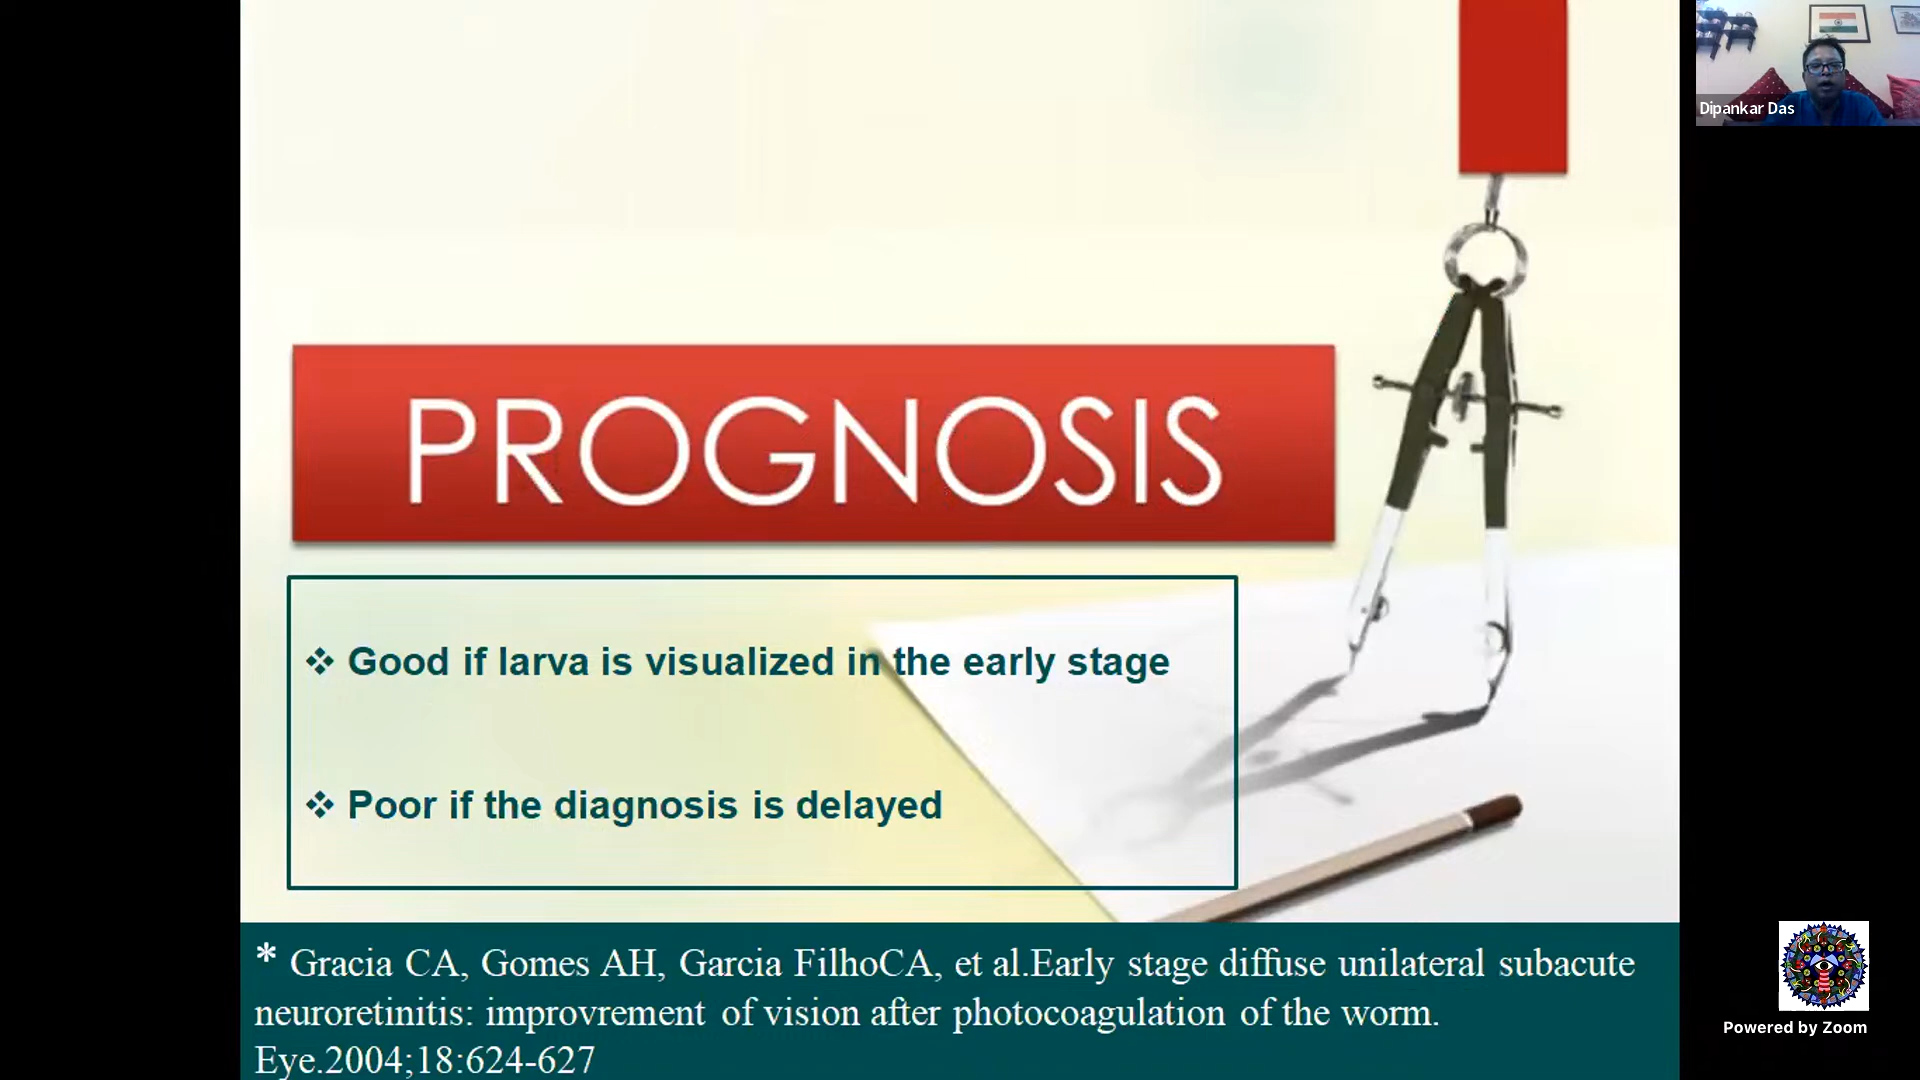 Dipankar Das
PROGNOSIS
❖ Good if larva is visualized in the early stage
❖ Poor if the diagnosis is delayed
* Gracia CA, Gomes AH, Garcia FilhoCA, et al.Early stage diffuse unilateral subacute
neuroretinitis: improvrement of vision after photocoagulation of the worm.
Eye.2004;18:624-627
Powered by Zoom